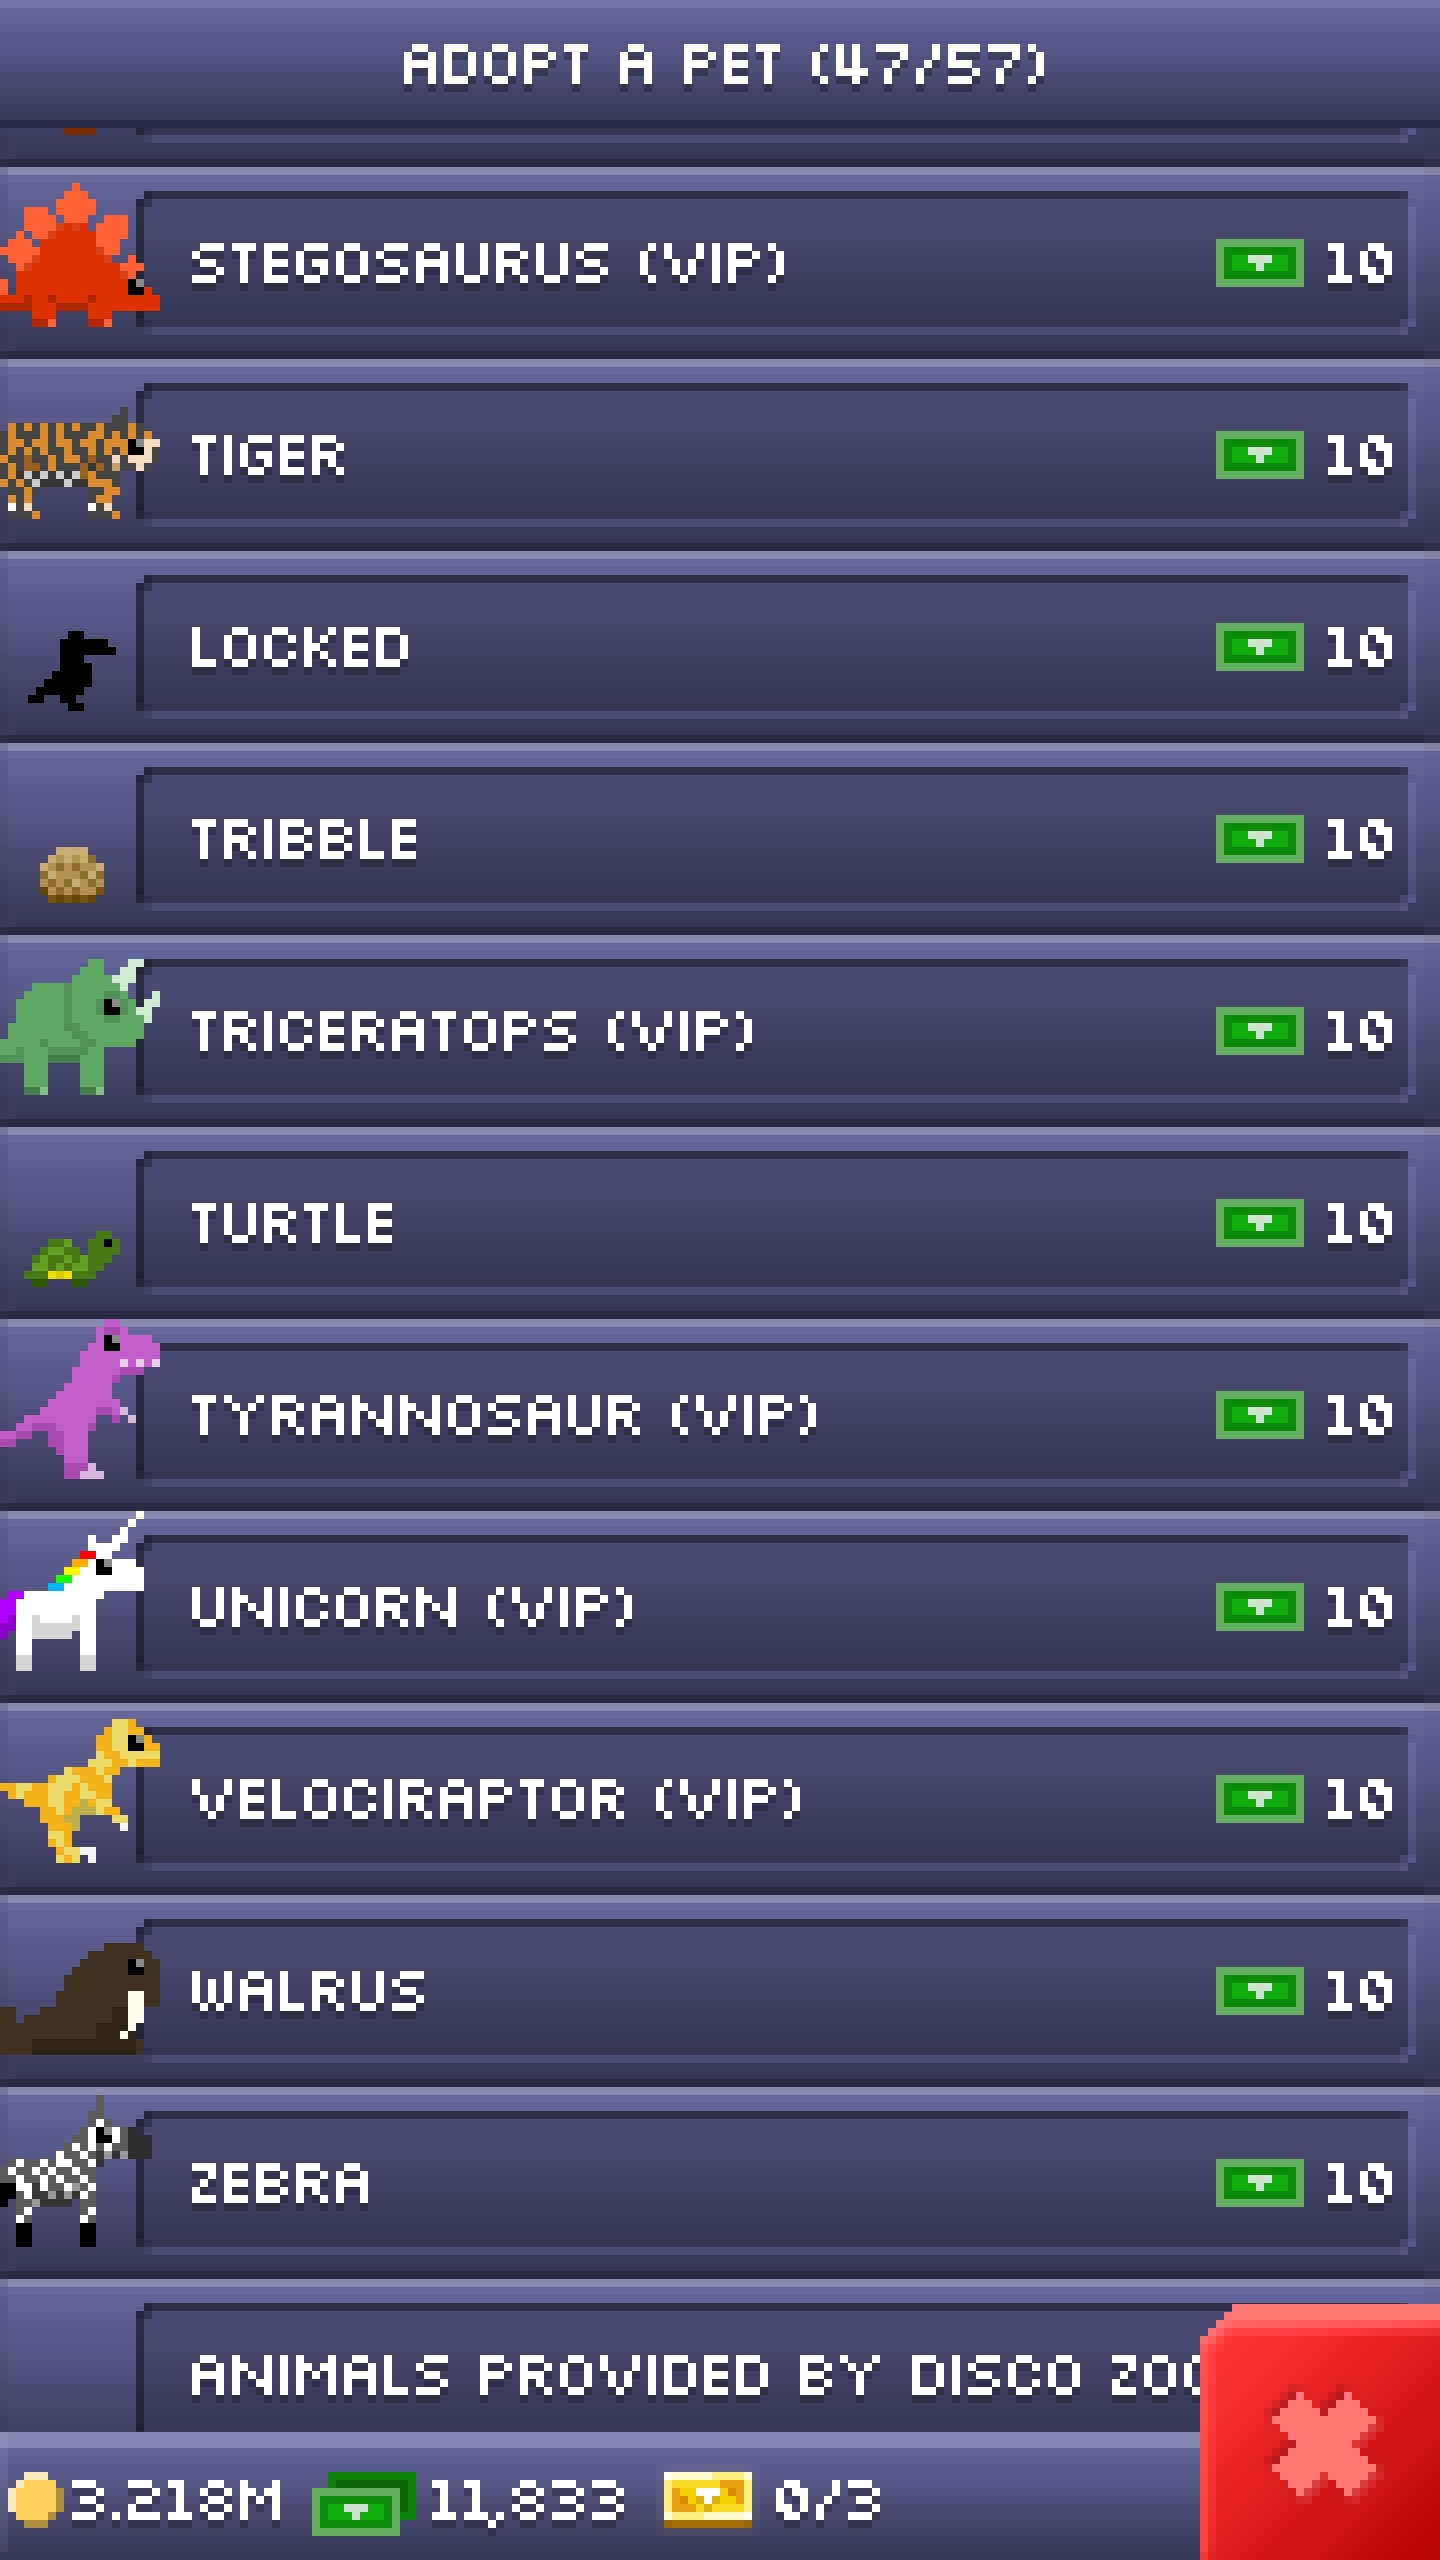 ADOPT A PET (47/57)
STEGOSAURUS (VIP) 10
TIGER 10
LOCKED 10
TRIBBLE 10
TRICERATOPS (VIP) 10
TURTLE 10
TYRANNOSAUR (VIP) 10
UNICORN (VIP) 10
VELOCIRAPTOR (VIP) 10
WALRUS 10
ZEBRA 10
ANIMALS PROVIDED BY DISCO
3.218M 11,833 0/3